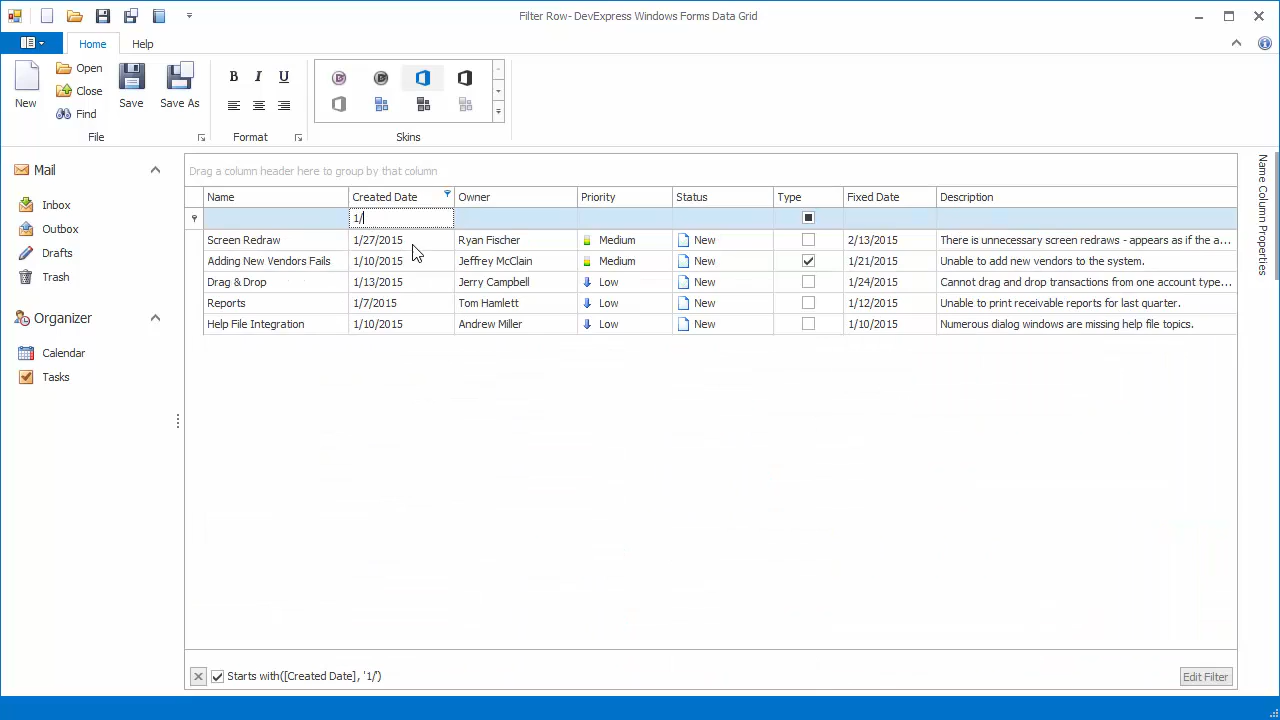 Filter Row- DevExpress Windows Forms Data Grid
Home Help
New Open Close Find Save Save As
B I U
File Format Skins
Mail
Inbox
Outbox
Drafts
Trash
Organizer
Calendar
Tasks
Drag a column header here to group by that column
Name Created Date Owner Priority Status Type Fixed Date Description
1/
Screen Redraw 1/27/2015 Ryan Fischer Medium New 2/13/2015 There is unnecessary screen redraws - appears as if the a...
Adding New Vendors Fails 1/10/2015 Jeffrey McClain Medium New 1/21/2015 Unable to add new vendors to the system.
Drag & Drop 1/13/2015 Jerry Campbell Low New 1/24/2015 Cannot drag and drop transactions from one account type...
Reports 1/7/2015 Tom Hamlett Low New 1/12/2015 Unable to print receivable reports for last quarter.
Help File Integration 1/10/2015 Andrew Miller Low New 1/10/2015 Numerous dialog windows are missing help file topics.
Name Column Properties
Starts with([Created Date], '1/') Edit Filter